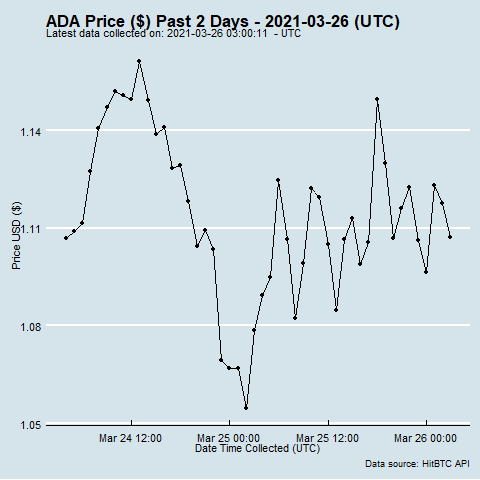 ADA Price ($) Past 2 Days - 2021-03-26 (UTC)
Latest data collected on: 2021-03-26 03:00:11  - UTC
1.14
1.11
1.08
1.05
Price USD ($)
Mar 24 12:00 Mar 25 00:00 Mar 25 12:00 Mar 26 00:00
Date Time Collected (UTC)
Data source: HitBTC API